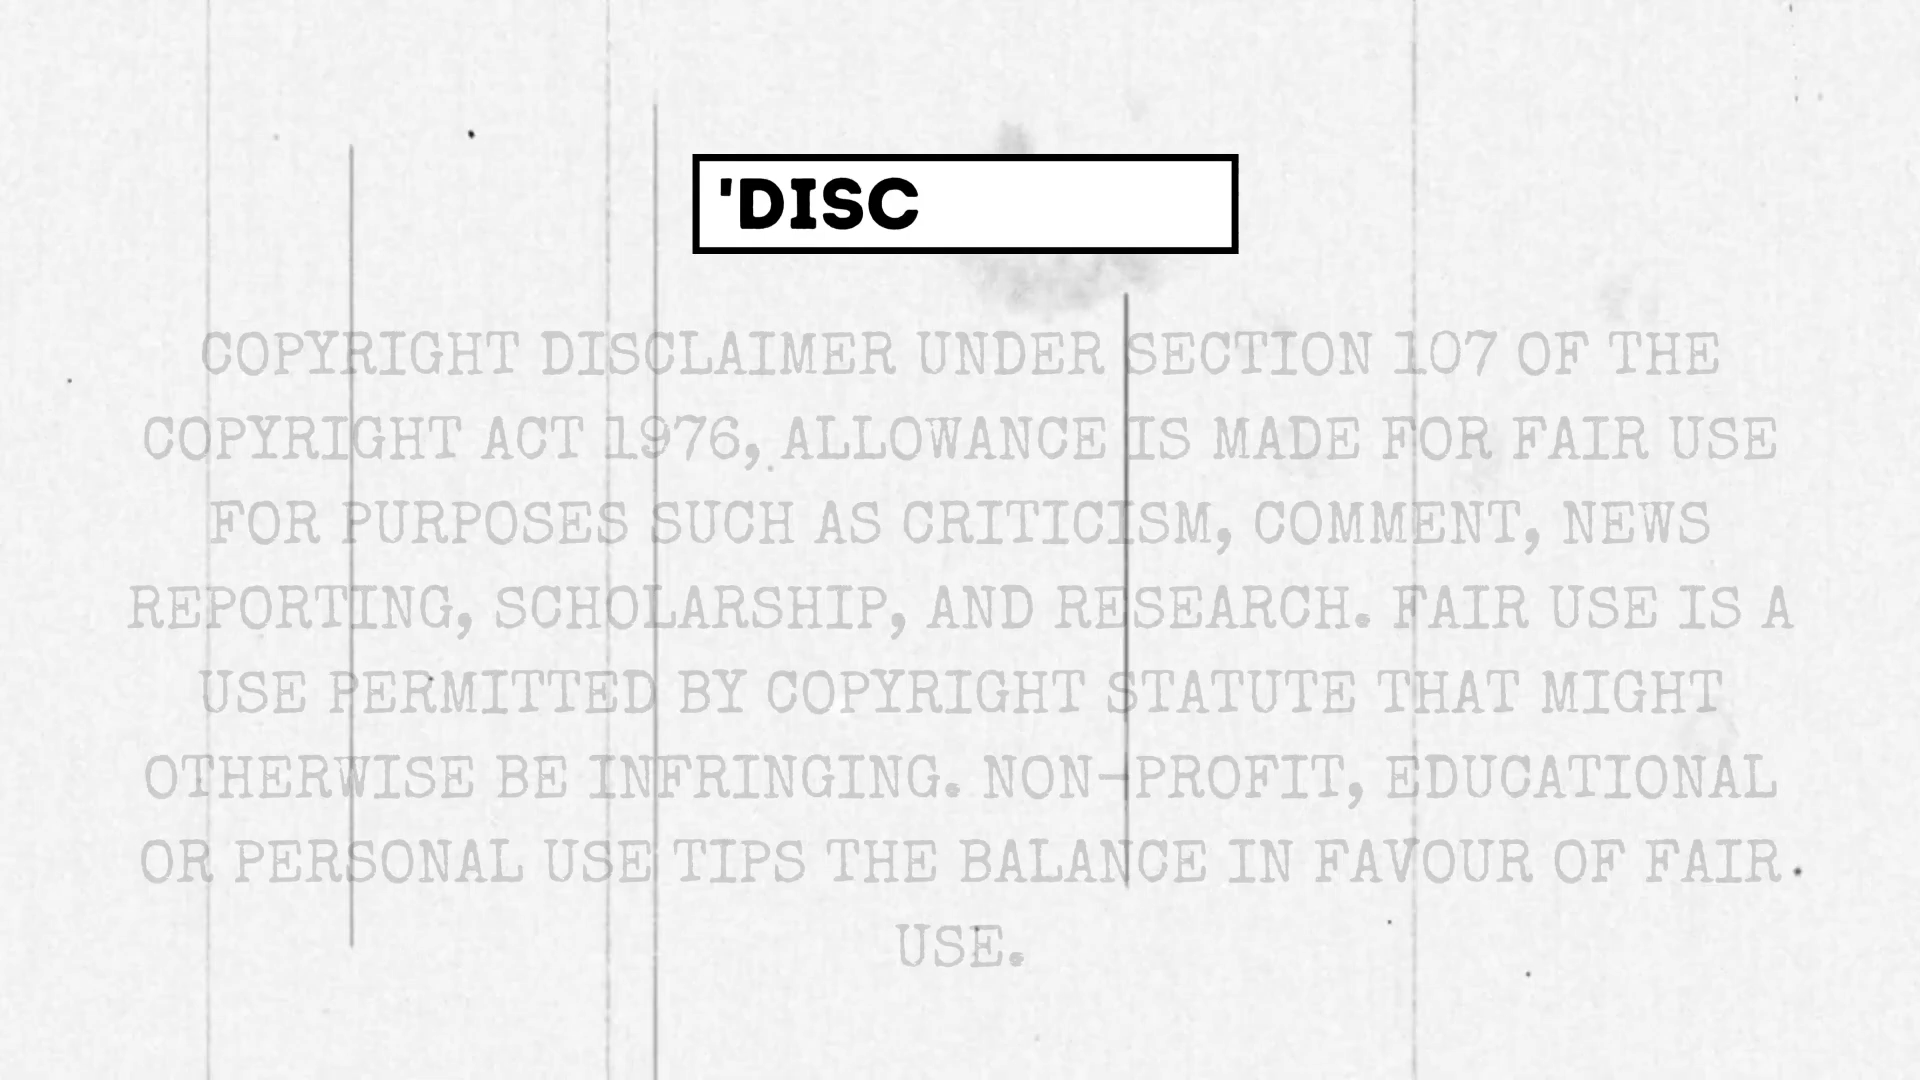 'DISC
COPYRIGHT DISCLAIMER UNDER SECTION 107 OF THE
COPYRIGHT ACT 1976, ALLOWANCE IS MADE FOR FAIR USE
FOR PURPOSES SUCH AS CRITICISM, COMMENT, NEWS
REPORTING, SCHOLARSHIP, AND RESEARCH. FAIR USE IS A
USE PERMITTED BY COPYRIGHT STATUTE THAT MIGHT
OTHERWISE BE INFRINGING. NON-PROFIT, EDUCATIONAL
OR PERSONAL USE TIPS THE BALANCE IN FAVOUR OF FAIR
USE.